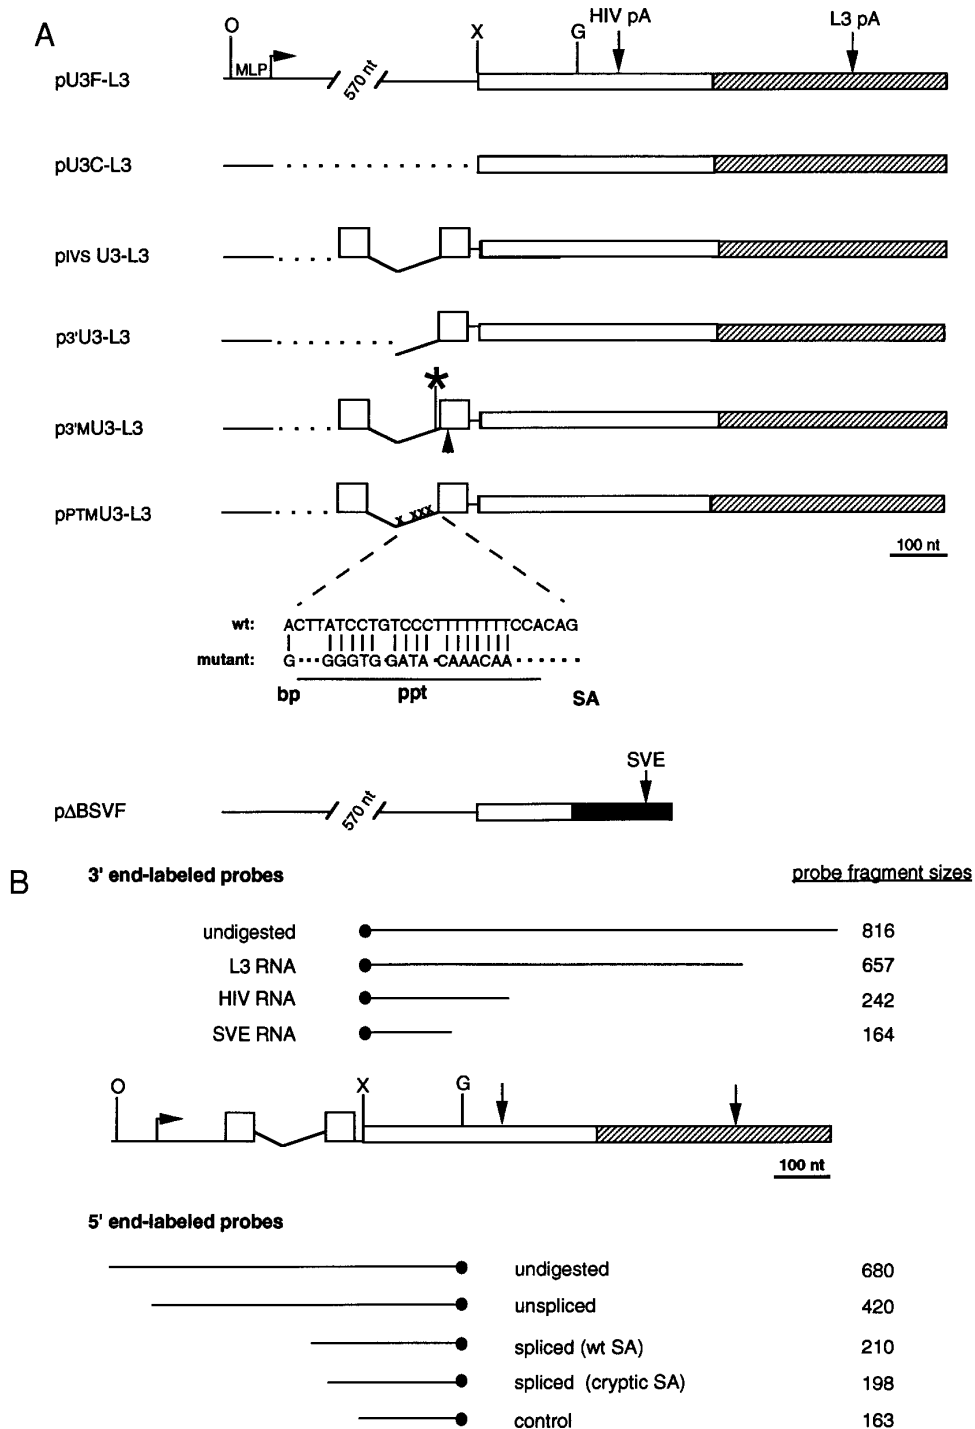 A
O
X
G
HIV pA
L3 pA
MLP
570 nt
pU3F-L3
pU3C-L3
pIVS U3-L3
p3'U3-L3
*
p3'MU3-L3
pPTMU3-L3
x xxx
100 nt
wt: ACTTATCCTGTCCCTTTTTTTTCCACAG
mutant: G···GGGTG·GATA·CAAACAA······
bp ppt SA
SVE
pΔBSVF
570 nt
B
3' end-labeled probes
probe fragment sizes
undigested 816
L3 RNA 657
HIV RNA 242
SVE RNA 164
O
X
G
100 nt
5' end-labeled probes
undigested 680
unspliced 420
spliced (wt SA) 210
spliced (cryptic SA) 198
control 163